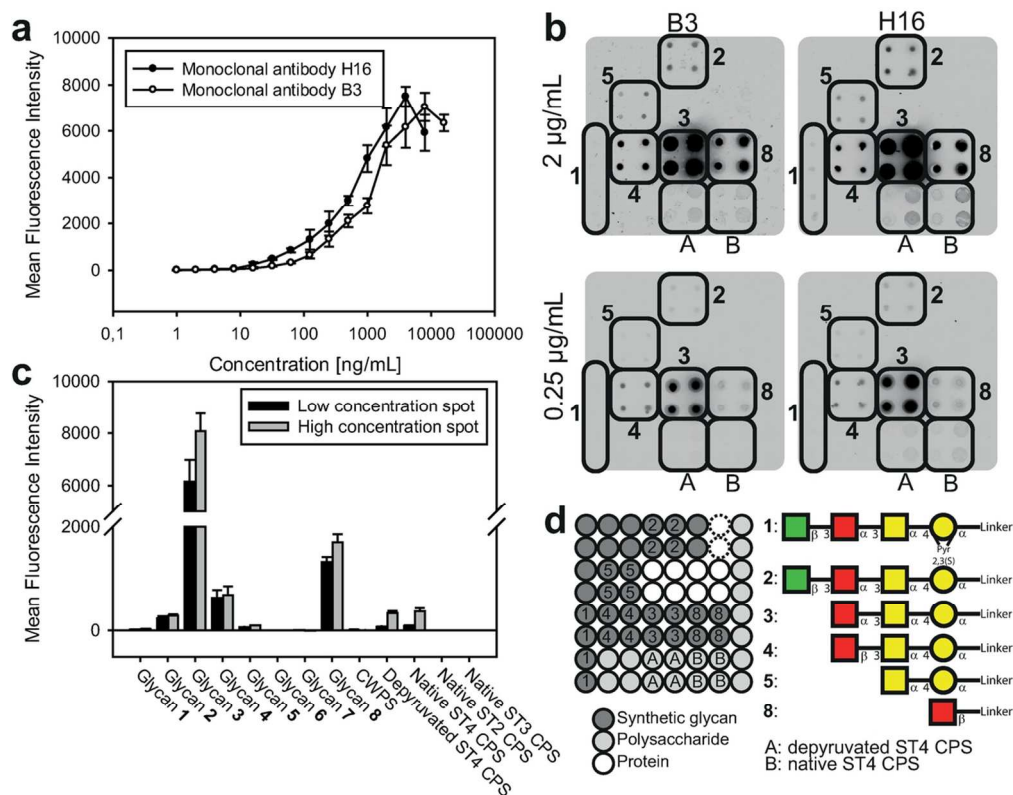 a
10000
8000
6000
4000
2000
0
Mean Fluorescence Intensity
Monoclonal antibody H16
Monoclonal antibody B3
0,1
1
10
100
1000
10000
100000
Concentration [ng/mL]
b
B3
H16
2 µg/mL
0.25 µg/mL
2
5
3
1
8
4
A
B
2
5
3
1
8
4
A
B
2
5
3
1
8
4
A
B
2
5
3
1
8
4
A
B
c
10000
8000
6000
2000
0
Mean Fluorescence Intensity
Low concentration spot
High concentration spot
Glycan 1
Glycan 2
Glycan 3
Glycan 4
Glycan 5
Glycan 6
Glycan 7
Glycan 8
CWPS
Depyruvated ST4 CPS
Native ST4 CPS
Native ST2 CPS
Native ST3 CPS
d
2 2
2 2
5 5
5 5
1 4 4 3 3 8 8
1 4 4 3 3 8 8
1 A A B B
1 A A B B
Synthetic glycan
Polysaccharide
Protein
1: β 3 α 3 α 4 α Linker
Pyr
2,3(S)
2: β 3 α 3 α 4 α Linker
3: α 3 α 4 α Linker
4: β 3 α 4 α Linker
5: α 4 α Linker
8: β Linker
A: depyruvated ST4 CPS
B: native ST4 CPS